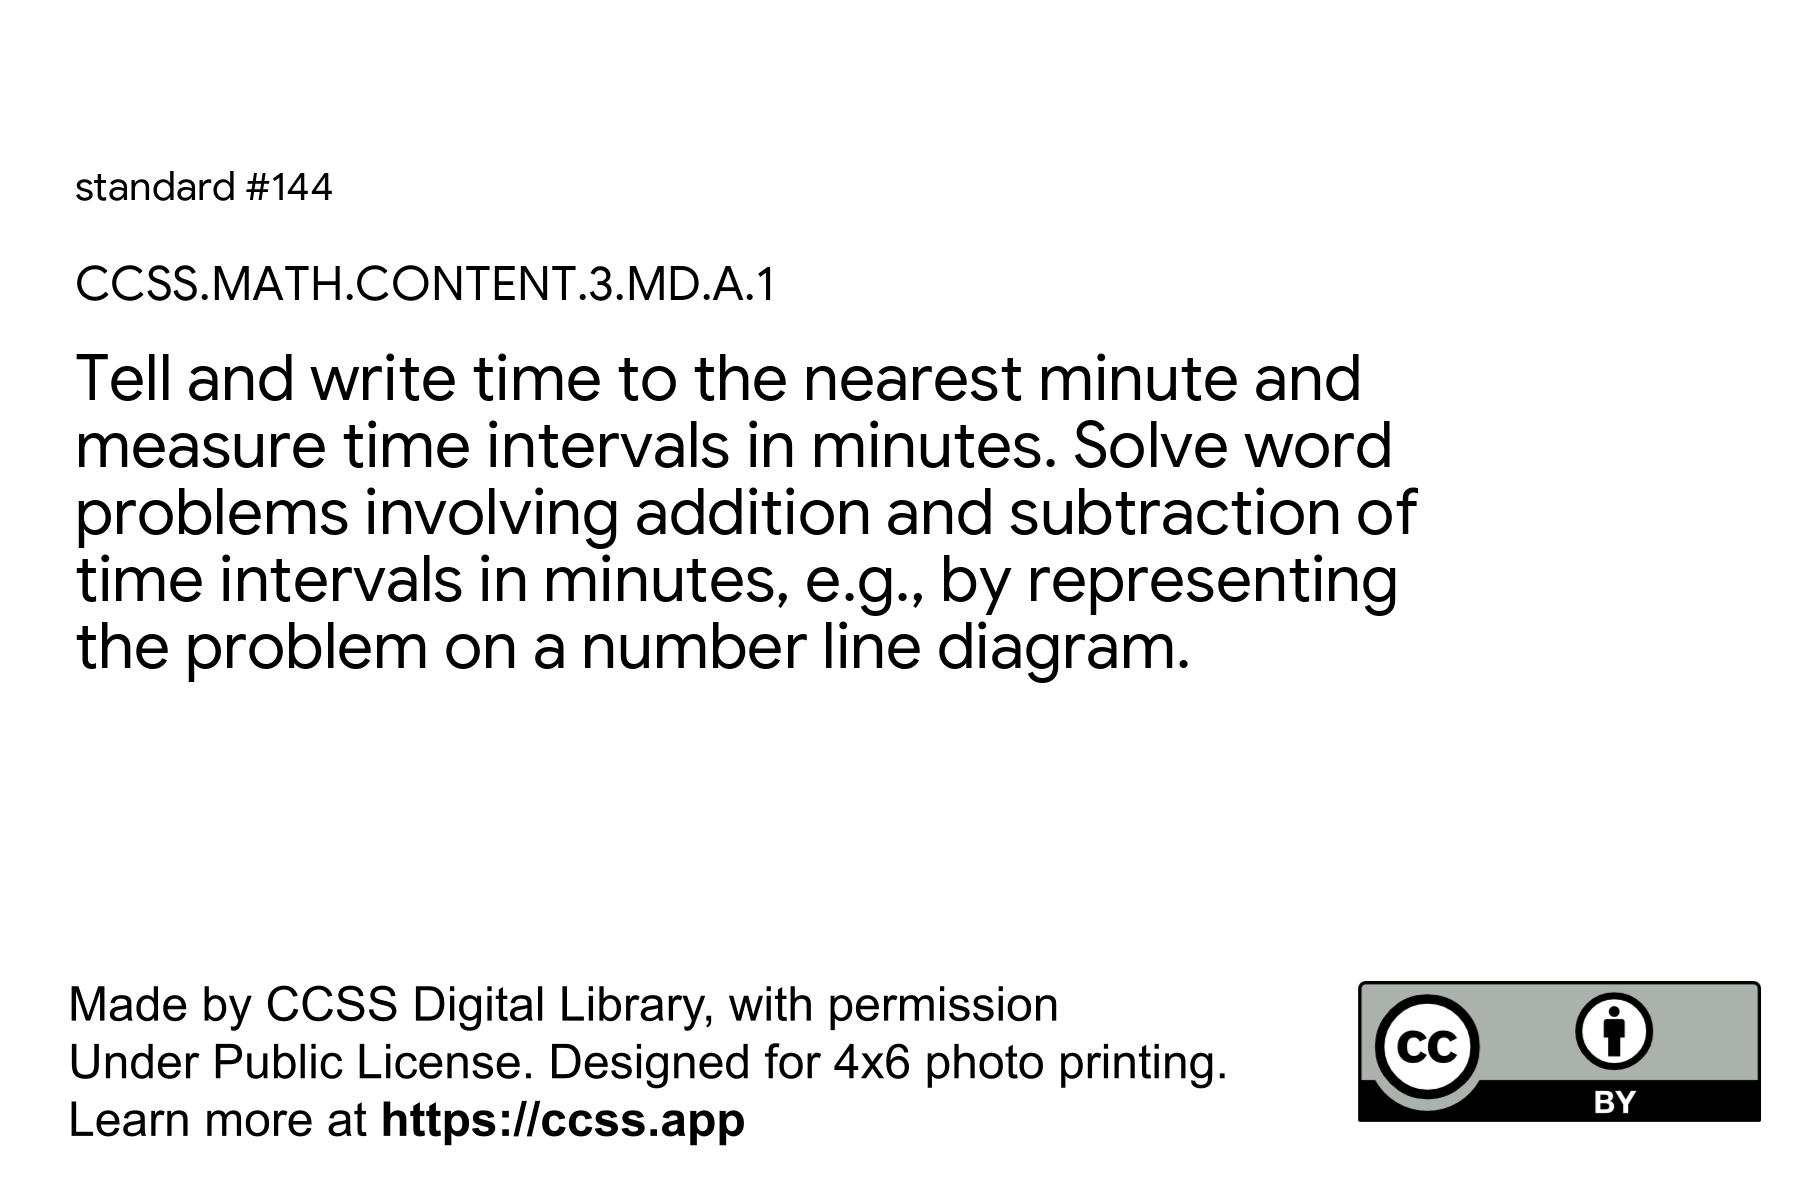 standard #144
CCSS.MATH.CONTENT.3.MD.A.1
Tell and write time to the nearest minute and
measure time intervals in minutes. Solve word
problems involving addition and subtraction of
time intervals in minutes, e.g., by representing
the problem on a number line diagram.
Made by CCSS Digital Library, with permission
Under Public License. Designed for 4x6 photo printing.
Learn more at https://ccss.app
CC
BY